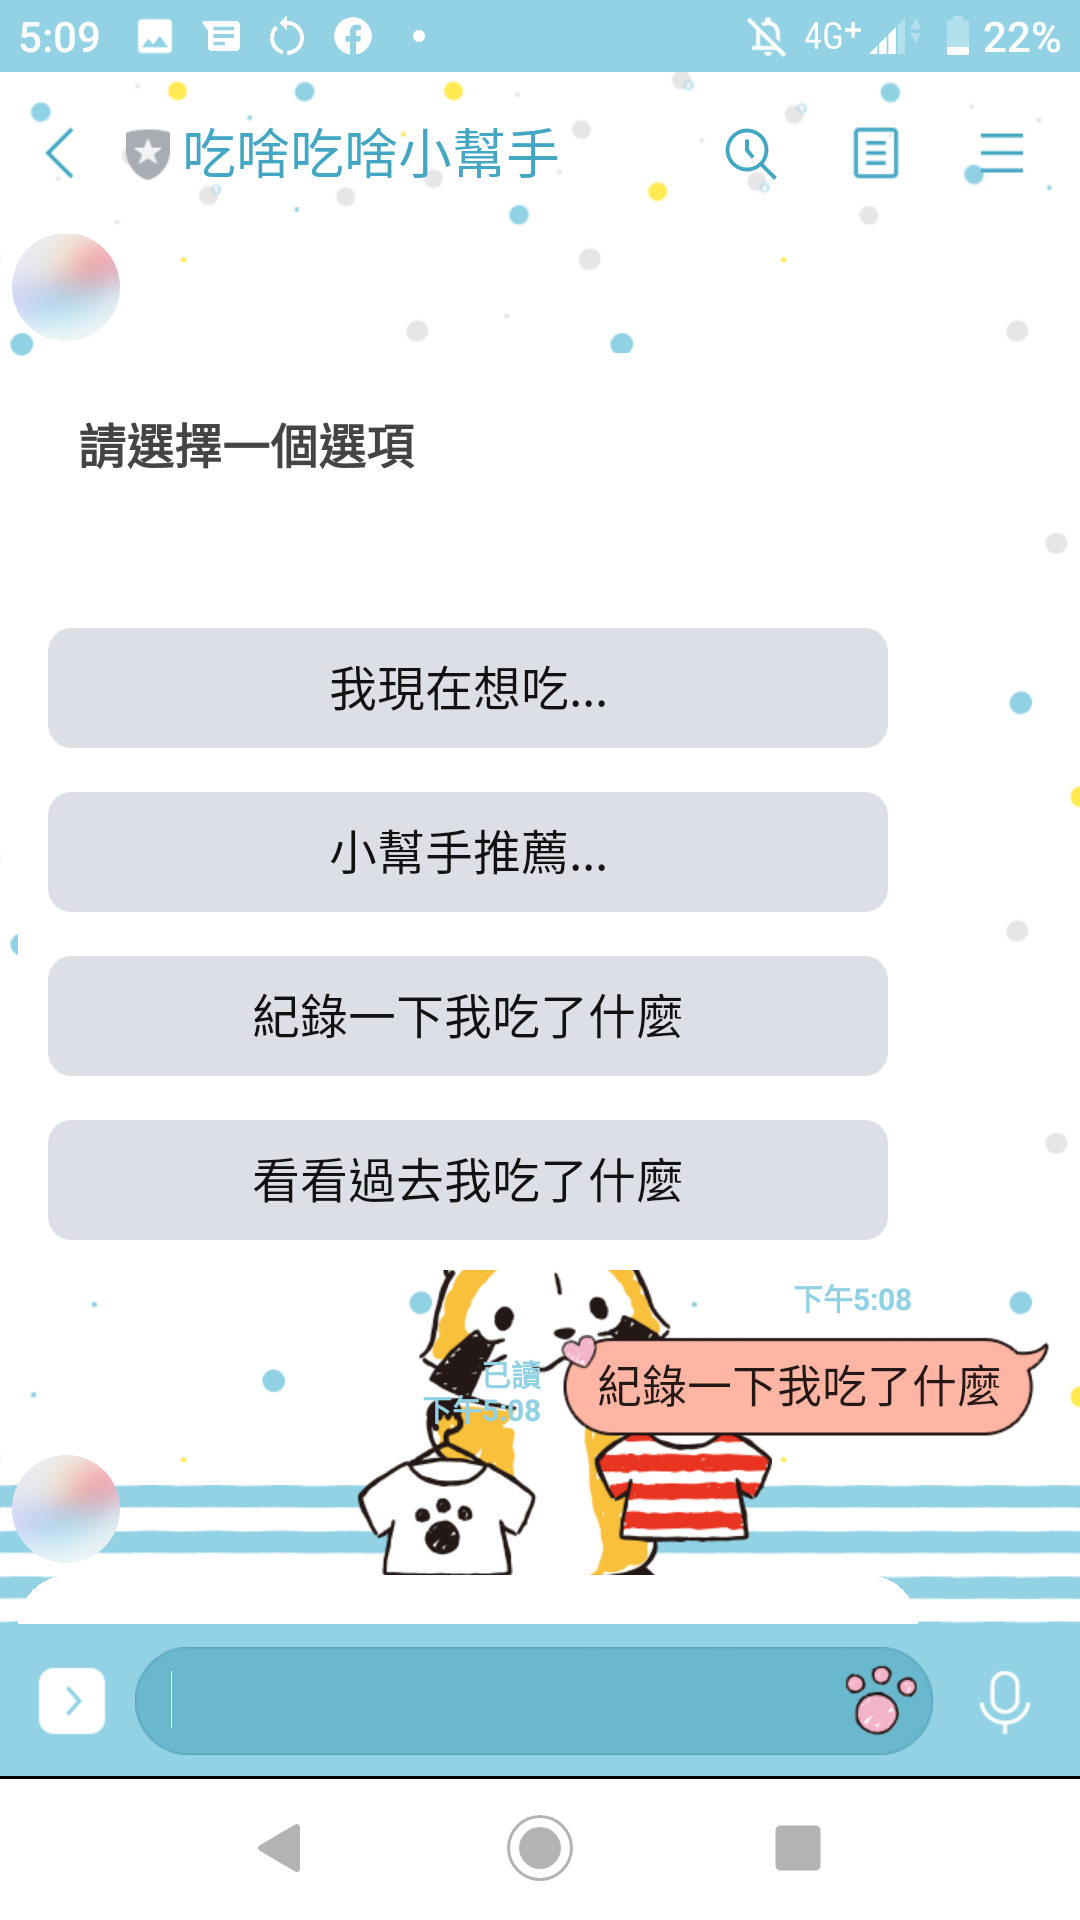 5:09
4G+
22%
吃啥吃啥小幫手
請選擇一個選項
我現在想吃...
小幫手推薦...
紀錄一下我吃了什麼
看看過去我吃了什麼
下午5:08
已讀
下午5:08
紀錄一下我吃了什麼